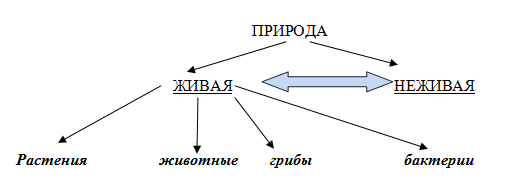 ПРИРОДА
ЖИВАЯ НЕЖИВАЯ
Растения животные грибы бактерии